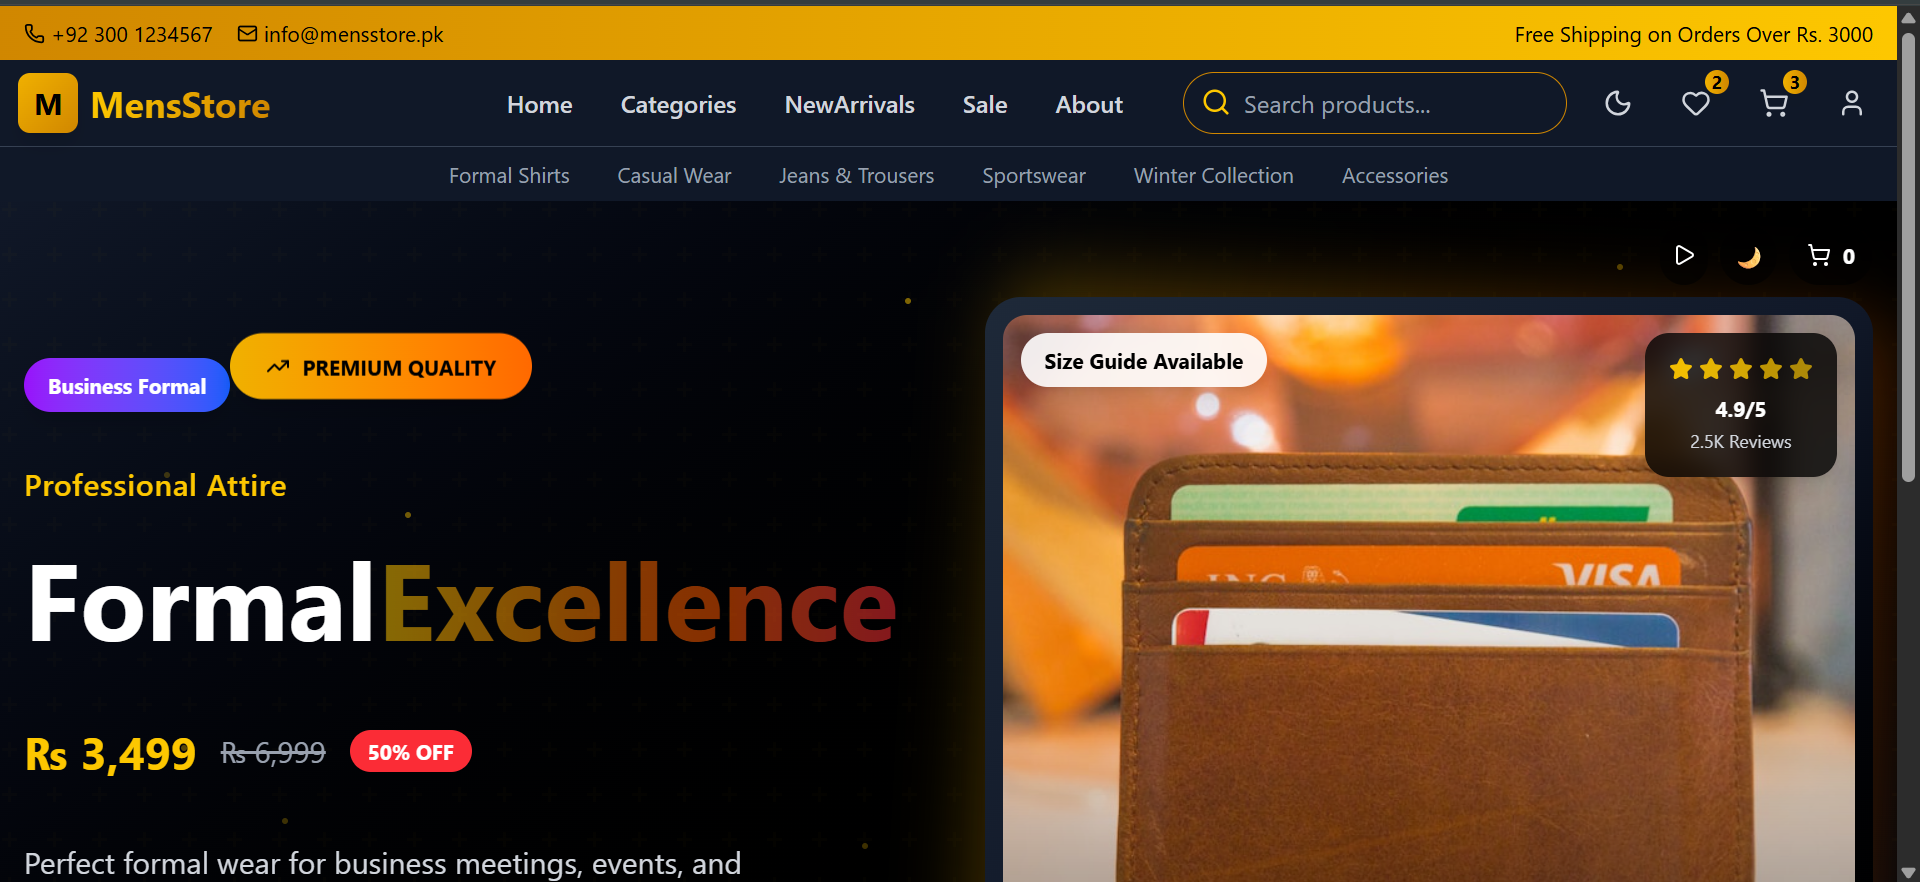 +92 300 1234567 info@mensstore.pk Free Shipping on Orders Over Rs. 3000
M MensStore Home Categories NewArrivals Sale About Search products... 2 3
Formal Shirts Casual Wear Jeans & Trousers Sportswear Winter Collection Accessories
0
Business Formal PREMIUM QUALITY
Professional Attire
FormalExcellence
Rs 3,499 Rs 6,999 50% OFF
Perfect formal wear for business meetings, events, and
Size Guide Available
4.9/5
2.5K Reviews
VISA